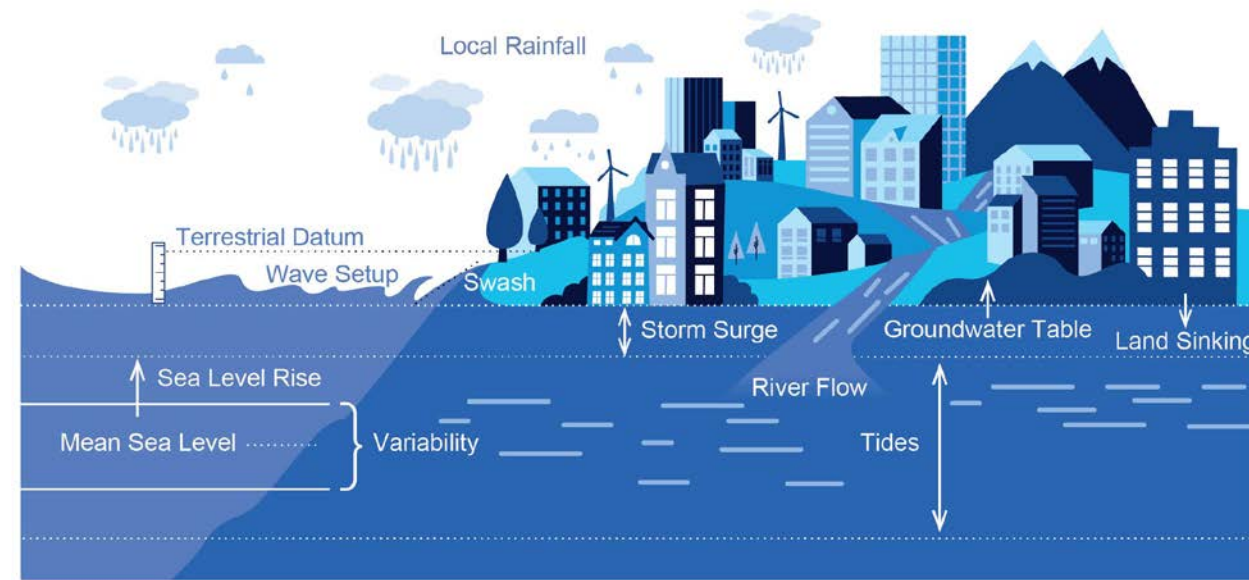 Local Rainfall
Terrestrial Datum
Wave Setup
Swash
Storm Surge
Groundwater Table
Land Sinking
Sea Level Rise
River Flow
Mean Sea Level
Variability
Tides